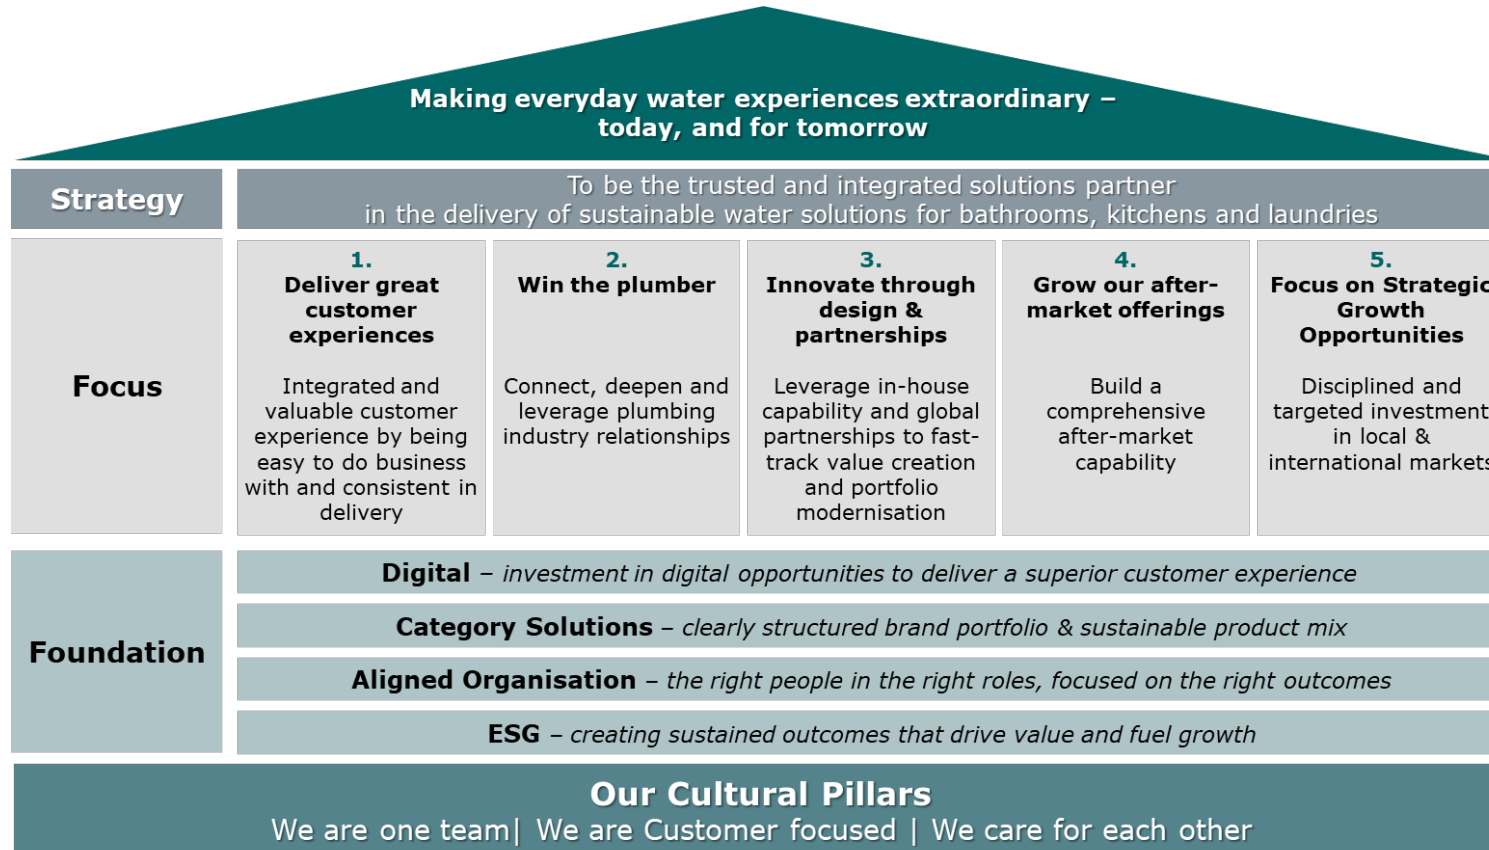 Making everyday water experiences extraordinary –
today, and for tomorrow
Strategy
To be the trusted and integrated solutions partner
in the delivery of sustainable water solutions for bathrooms, kitchens and laundries
Focus
1.
Deliver great
customer
experiences
Integrated and
valuable customer
experience by being
easy to do business
with and consistent in
delivery
2.
Win the plumber
Connect, deepen and
leverage plumbing
industry relationships
3.
Innovate through
design &
partnerships
Leverage in-house
capability and global
partnerships to fast-
track value creation
and portfolio
modernisation
4.
Grow our after-
market offerings
Build a
comprehensive
after-market
capability
5.
Focus on Strategic
Growth
Opportunities
Disciplined and
targeted investment
in local &
international markets
Foundation
Digital – investment in digital opportunities to deliver a superior customer experience
Category Solutions – clearly structured brand portfolio & sustainable product mix
Aligned Organisation – the right people in the right roles, focused on the right outcomes
ESG – creating sustained outcomes that drive value and fuel growth
Our Cultural Pillars
We are one team| We are Customer focused | We care for each other